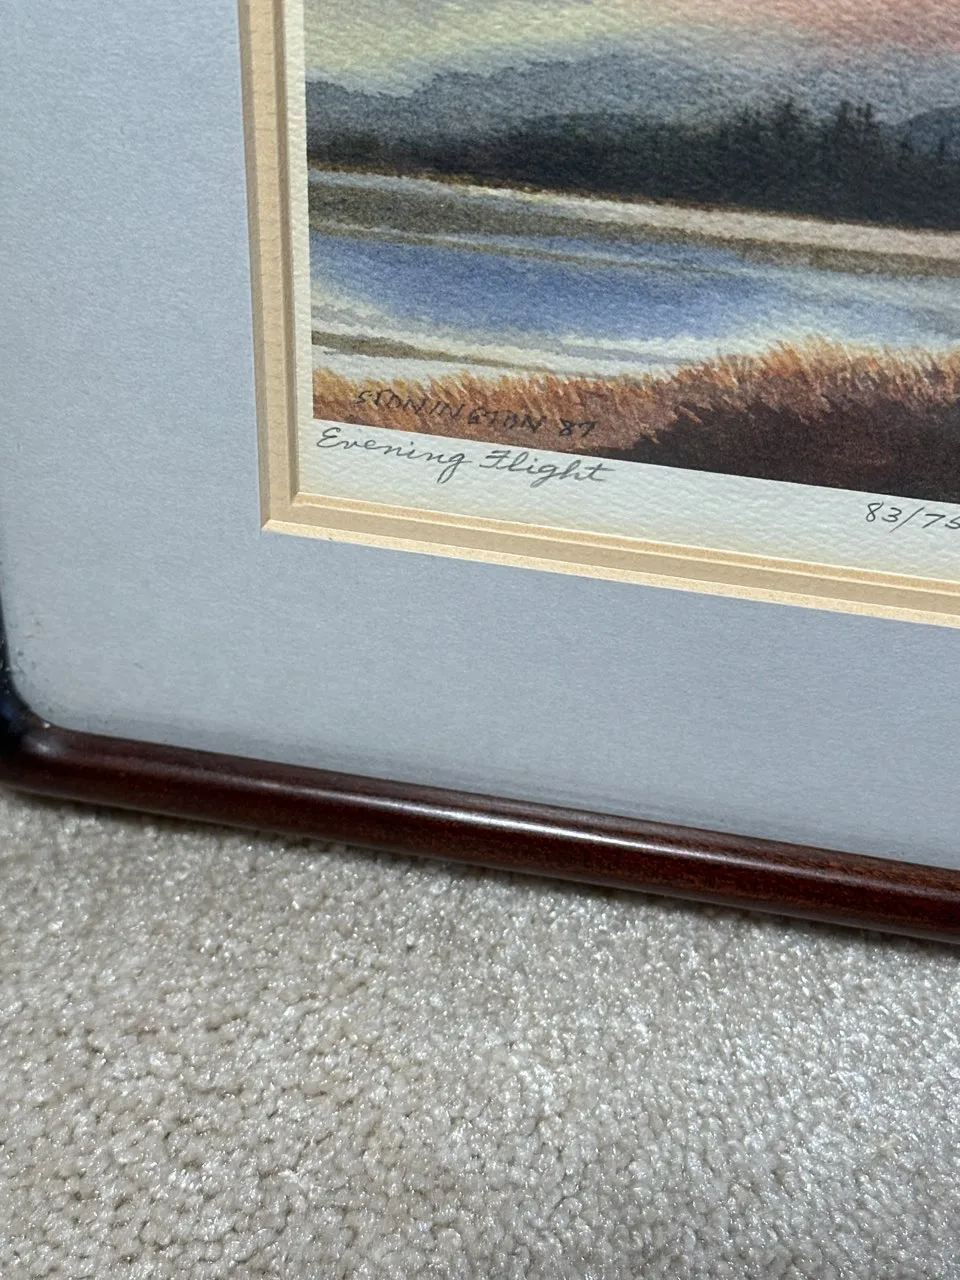 STONINGTON 87
Evening Flight
83/75